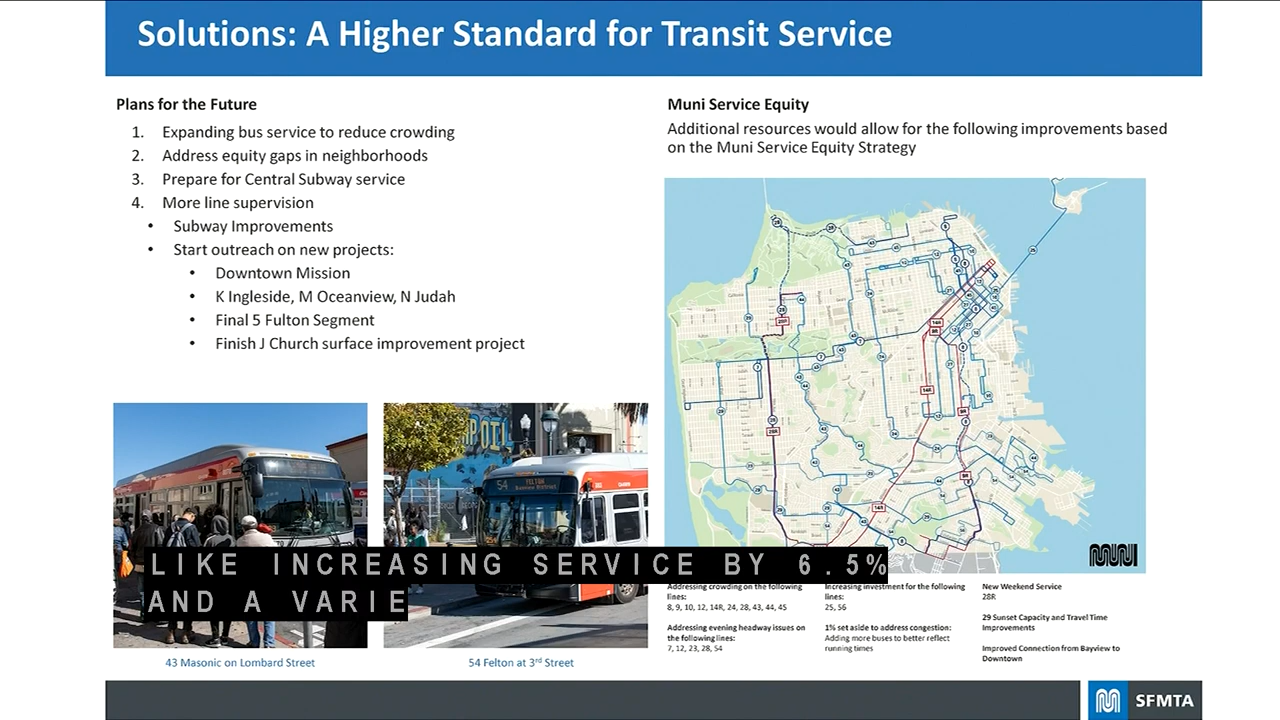 Solutions: A Higher Standard for Transit Service
Plans for the Future
1. Expanding bus service to reduce crowding
2. Address equity gaps in neighborhoods
3. Prepare for Central Subway service
4. More line supervision
• Subway Improvements
• Start outreach on new projects:
• Downtown Mission
• K Ingleside, M Oceanview, N Judah
• Final 5 Fulton Segment
• Finish J Church surface improvement project
Muni Service Equity
Additional resources would allow for the following improvements based
on the Muni Service Equity Strategy
54 FELTON
LIKE INCREASING SERVICE BY 6.5%
AND A VARIE
43 Masonic on Lombard Street
54 Felton at 3rd Street
Addressing crowding on the following
lines:
8, 9, 10, 12, 14R, 24, 28, 43, 44, 45
Addressing evening headway issues on
the following lines:
7, 12, 23, 28, 54
Increasing investment for the following
lines:
25, 56
1% set aside to address congestion:
Adding more buses to better reflect
running times
New Weekend Service
28R
29 Sunset Capacity and Travel Time
Improvements
Improved Connection from Bayview to
Downtown
MUNI
SFMTA